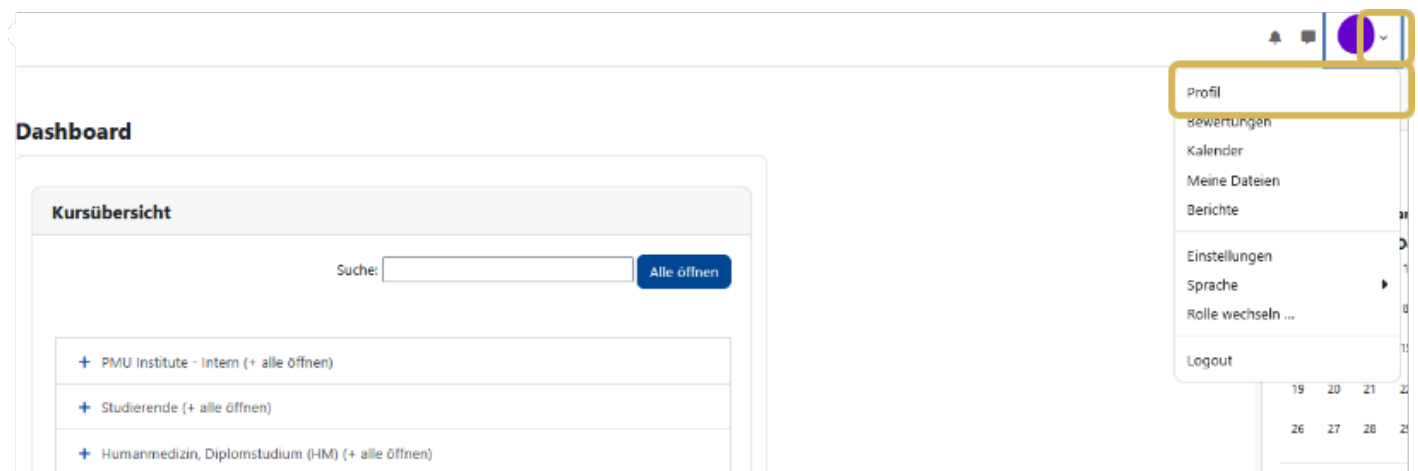 Profil
Bewertungen
Dashboard
Kalender
Meine Dateien
Kursübersicht
Berichte
Einstellungen
Suche:
Alle öffnen
Sprache
Rolle wechseln ...
+ PMU Institute - Intern (+ alle öffnen)
Logout
19 20 21
+ Studierende (+ alle öffnen)
26 27 28
+ Humanmedizin, Diplomstudium (HM) (+ alle öffnen)